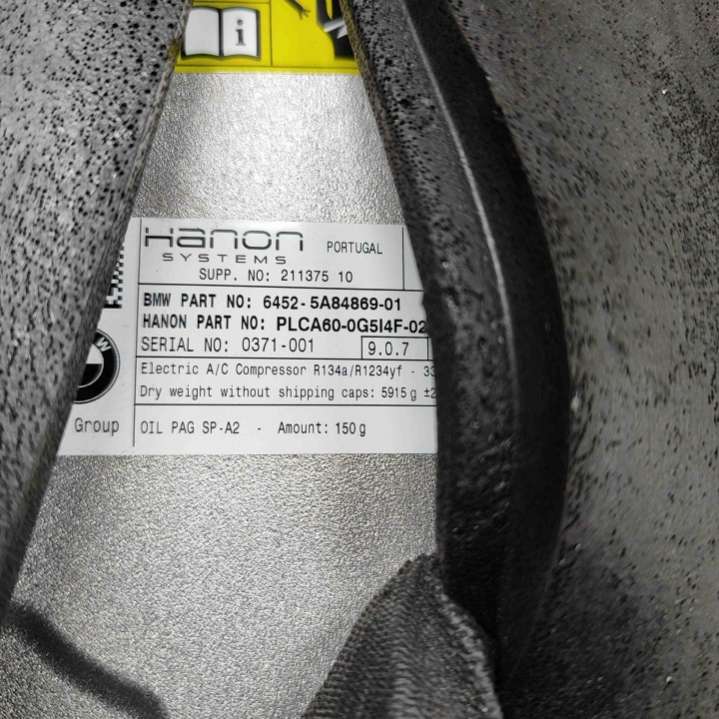 Hanon
SYSTEMS
PORTUGAL
SUPP. NO: 211375 10
BMW PART NO: 6452-5A84869-01
HANON PART NO: PLCA60-0G5I4F-02
SERIAL NO: 0371-001
9.0.7
Electric A/C Compressor R134a/R1234yf -
Dry weight without shipping caps: 5915g
Group
OIL PAG SP-A2 - Amount: 150g